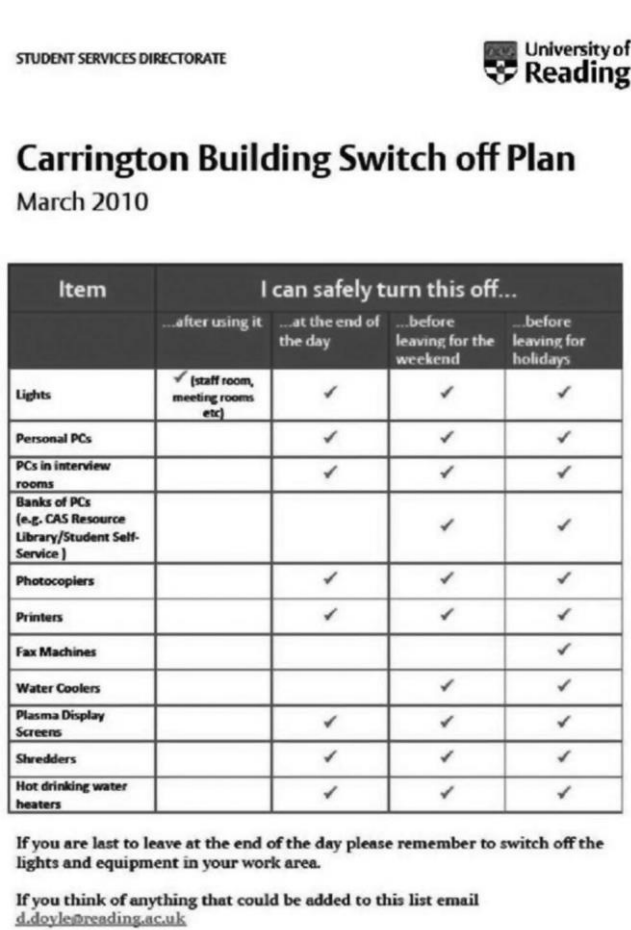 STUDENT SERVICES DIRECTORATE
University of
Reading
Carrington Building Switch off Plan
March 2010
Item I can safely turn this off...
...after using it ...at the end of the day ...before leaving for the weekend ...before leaving for holidays
Lights ✓ (staff room, meeting rooms etc) ✓ ✓ ✓
Personal PCs ✓ ✓ ✓
PCs in interview rooms ✓ ✓ ✓
Banks of PCs
(e.g. CAS Resource
Library/Student Self-
Service ) ✓ ✓
Photocopiers ✓ ✓ ✓
Printers ✓ ✓ ✓
Fax Machines ✓
Water Coolers ✓ ✓
Plasma Display Screens ✓ ✓ ✓
Shredders ✓ ✓ ✓
Hot drinking water heaters ✓ ✓ ✓
If you are last to leave at the end of the day please remember to switch off the
lights and equipment in your work area.
If you think of anything that could be added to this list email
d.doyle@reading.ac.uk